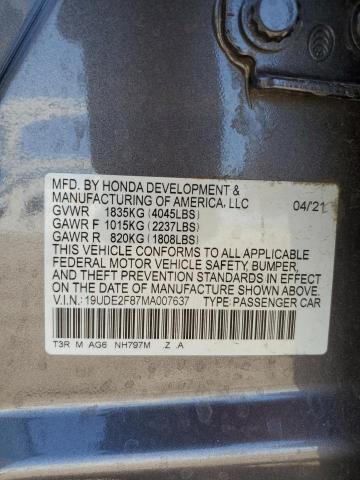 MFD. BY HONDA DEVELOPMENT &
MANUFACTURING OF AMERICA, LLC 04/21
GVWR 1835KG (4045LBS)
GAWR F 1015KG (2237LBS)
GAWR R 820KG (1808LBS)
THIS VEHICLE CONFORMS TO ALL APPLICABLE
FEDERAL MOTOR VEHICLE SAFETY, BUMPER,
AND THEFT PREVENTION STANDARDS IN EFFECT
ON THE DATE OF MANUFACTURE SHOWN ABOVE.
V.I.N.: 19UDE2F87MA007637 TYPE PASSENGER CAR
T3R M AG6 NH797M .Z .A